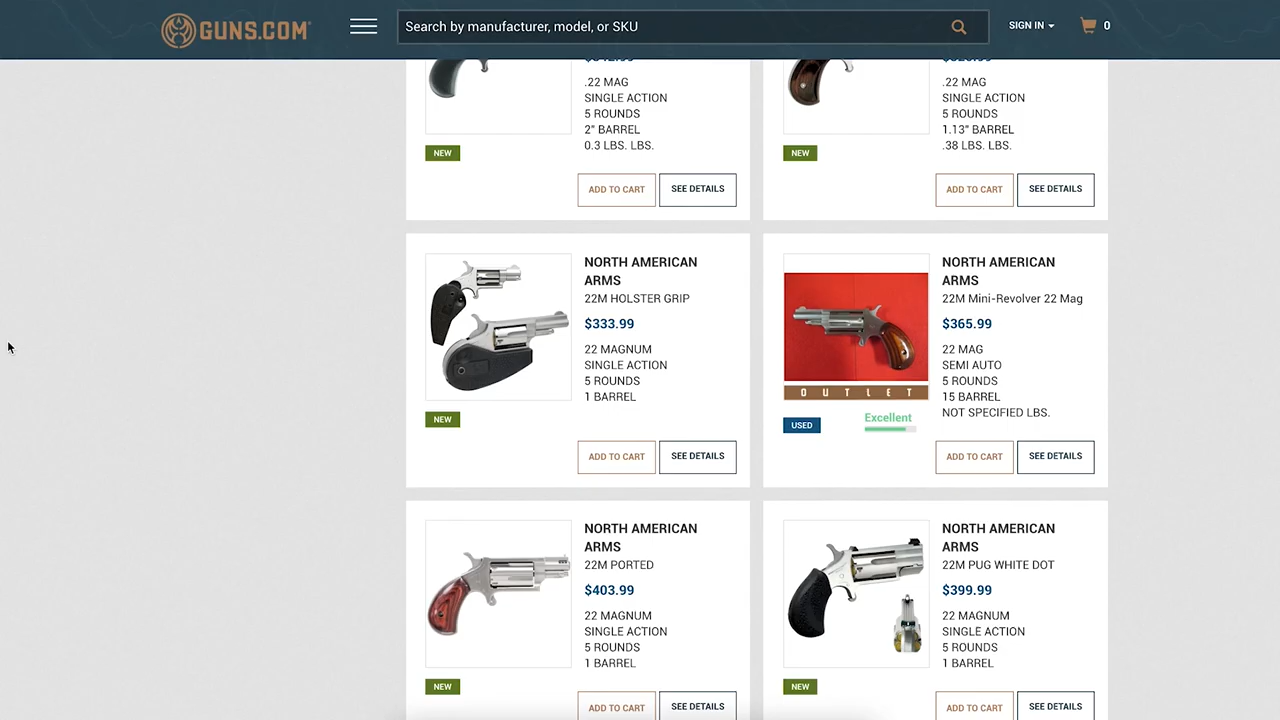 GUNS.COM
Search by manufacturer, model, or SKU
SIGN IN
0
.22 MAG
SINGLE ACTION
5 ROUNDS
2" BARREL
0.3 LBS. LBS.
NEW
ADD TO CART
SEE DETAILS
.22 MAG
SINGLE ACTION
5 ROUNDS
1.13" BARREL
.38 LBS. LBS.
NEW
ADD TO CART
SEE DETAILS
NORTH AMERICAN
ARMS
22M HOLSTER GRIP
$333.99
22 MAGNUM
SINGLE ACTION
5 ROUNDS
1 BARREL
NEW
ADD TO CART
SEE DETAILS
NORTH AMERICAN
ARMS
22M Mini-Revolver 22 Mag
$365.99
22 MAG
SEMI AUTO
5 ROUNDS
15 BARREL
NOT SPECIFIED LBS.
OUTLET
USED
Excellent
ADD TO CART
SEE DETAILS
NORTH AMERICAN
ARMS
22M PORTED
$403.99
22 MAGNUM
SINGLE ACTION
5 ROUNDS
1 BARREL
NEW
ADD TO CART
SEE DETAILS
NORTH AMERICAN
ARMS
22M PUG WHITE DOT
$399.99
22 MAGNUM
SINGLE ACTION
5 ROUNDS
1 BARREL
NEW
ADD TO CART
SEE DETAILS